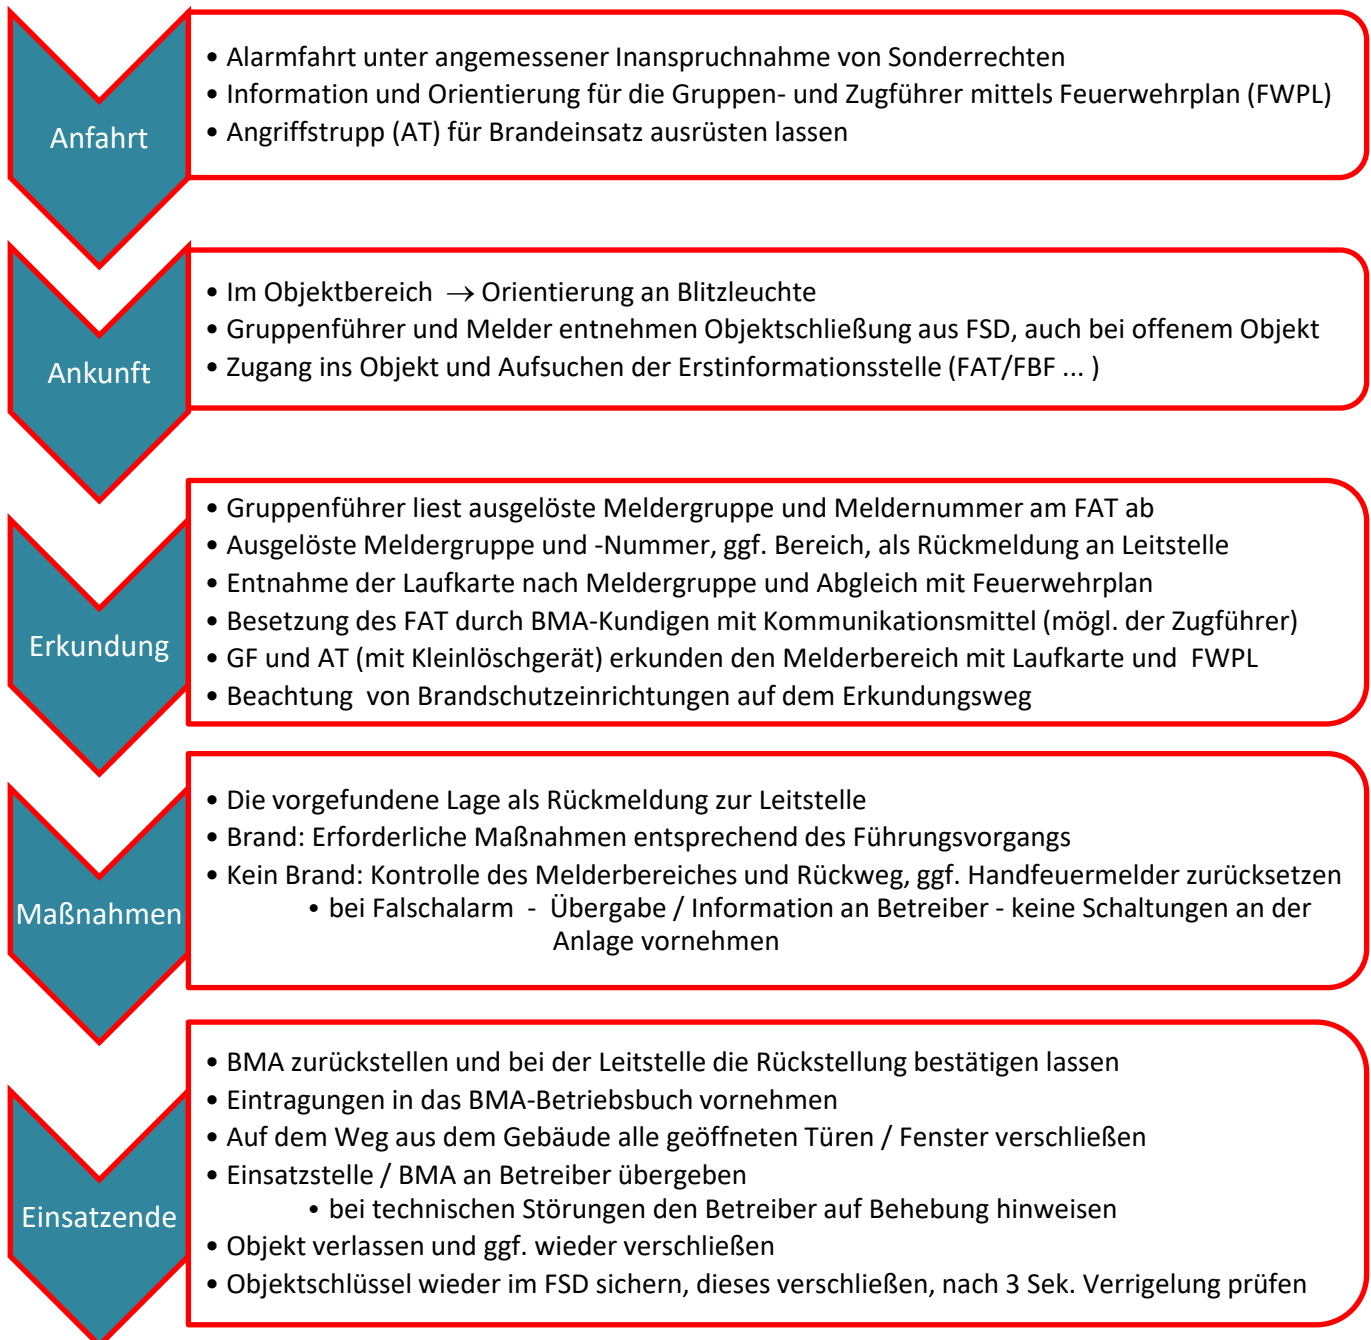 Anfahrt
• Alarmfahrt unter angemessener Inanspruchnahme von Sonderrechten
• Information und Orientierung für die Gruppen- und Zugführer mittels Feuerwehrplan (FWPL)
• Angriffstrupp (AT) für Brandeinsatz ausrüsten lassen
Ankunft
• Im Objektbereich → Orientierung an Blitzleuchte
• Gruppenführer und Melder entnehmen Objektschließung aus FSD, auch bei offenem Objekt
• Zugang ins Objekt und Aufsuchen der Erstinformationsstelle (FAT/FBF ... )
Erkundung
• Gruppenführer liest ausgelöste Meldergruppe und Meldernummer am FAT ab
• Ausgelöste Meldergruppe und -Nummer, ggf. Bereich, als Rückmeldung an Leitstelle
• Entnahme der Laufkarte nach Meldergruppe und Abgleich mit Feuerwehrplan
• Besetzung des FAT durch BMA-Kundigen mit Kommunikationsmittel (mögl. der Zugführer)
• GF und AT (mit Kleinlöschgerät) erkunden den Melderbereich mit Laufkarte und FWPL
• Beachtung von Brandschutzeinrichtungen auf dem Erkundungsweg
Maßnahmen
• Die vorgefundene Lage als Rückmeldung zur Leitstelle
• Brand: Erforderliche Maßnahmen entsprechend des Führungsvorgangs
• Kein Brand: Kontrolle des Melderbereiches und Rückweg, ggf. Handfeuermelder zurücksetzen
• bei Falschalarm - Übergabe / Information an Betreiber - keine Schaltungen an der
Anlage vornehmen
Einsatzende
• BMA zurückstellen und bei der Leitstelle die Rückstellung bestätigen lassen
• Eintragungen in das BMA-Betriebsbuch vornehmen
• Auf dem Weg aus dem Gebäude alle geöffneten Türen / Fenster verschließen
• Einsatzstelle / BMA an Betreiber übergeben
• bei technischen Störungen den Betreiber auf Behebung hinweisen
• Objekt verlassen und ggf. wieder verschließen
• Objektschlüssel wieder im FSD sichern, dieses verschließen, nach 3 Sek. Verrigelung prüfen